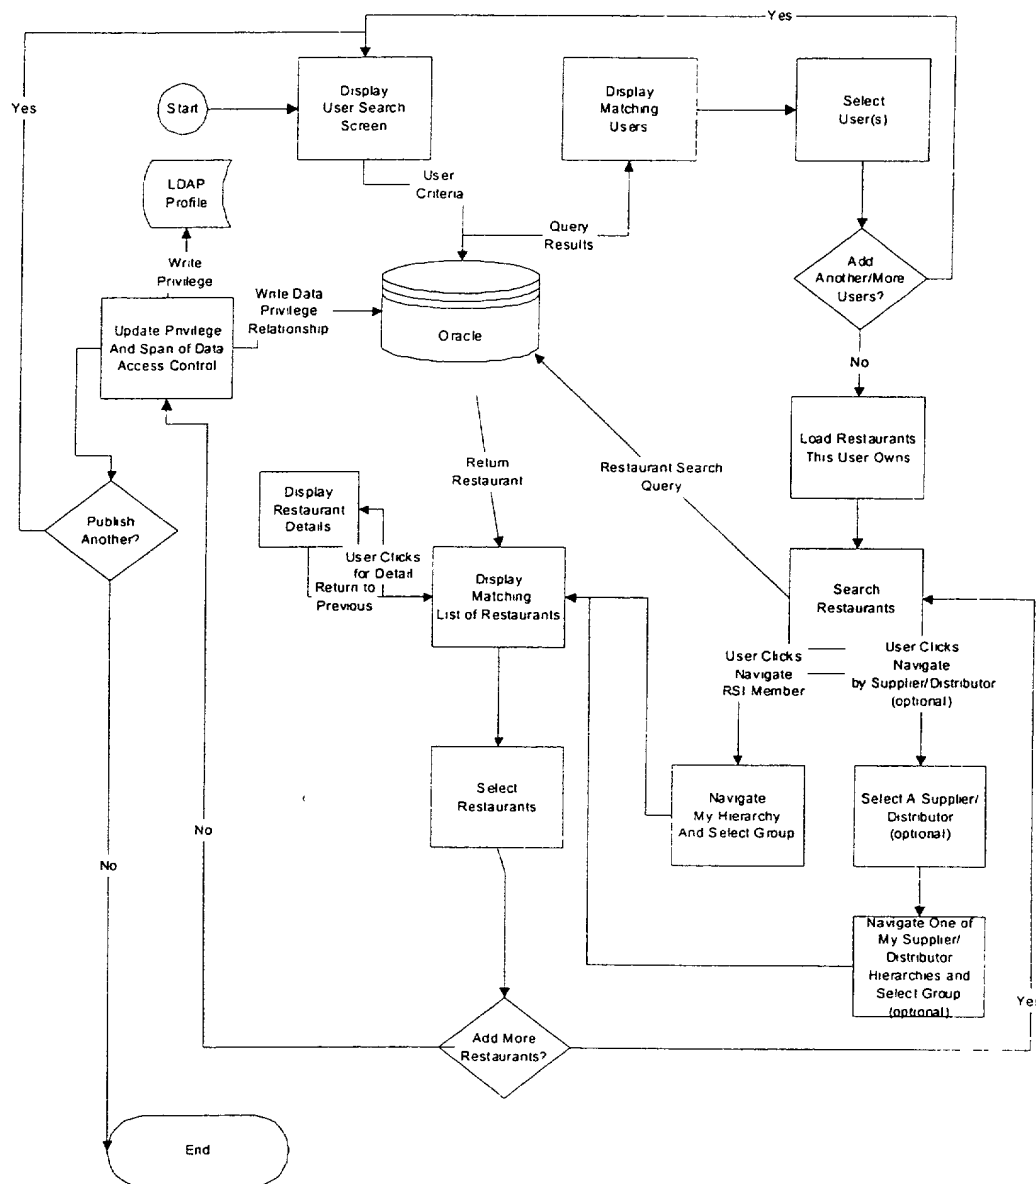 Yes
Yes
Start
Display
User Search
Screen
Display
Matching
Users
Select
User(s)
LDAP
Profile
User
Criteria
Query
Results
Write
Privilege
Add
Another/More
Users?
Write Data
Privilege
Relationship
Update Privilege
And Span of Data
Access Control
Oracle
No
Load Restaurants
This User Owns
Return
Restaurant
Restaurant Search
Query
Display
Restaurant
Details
Publish
Another?
User Clicks
for Detail
Return to
Previous
Display
Matching
List of Restaurants
Search
Restaurants
User Clicks
Navigate
RSI Member
User Clicks
Navigate
by Supplier/Distributor
(optional)
Select
Restaurants
Navigate
My Hierarchy
And Select Group
Select A Supplier/
Distributor
(optional)
No
No
Navigate One of
My Supplier/
Distributor
Hierarchies and
Select Group
(optional)
Yes
Add More
Restaurants?
End